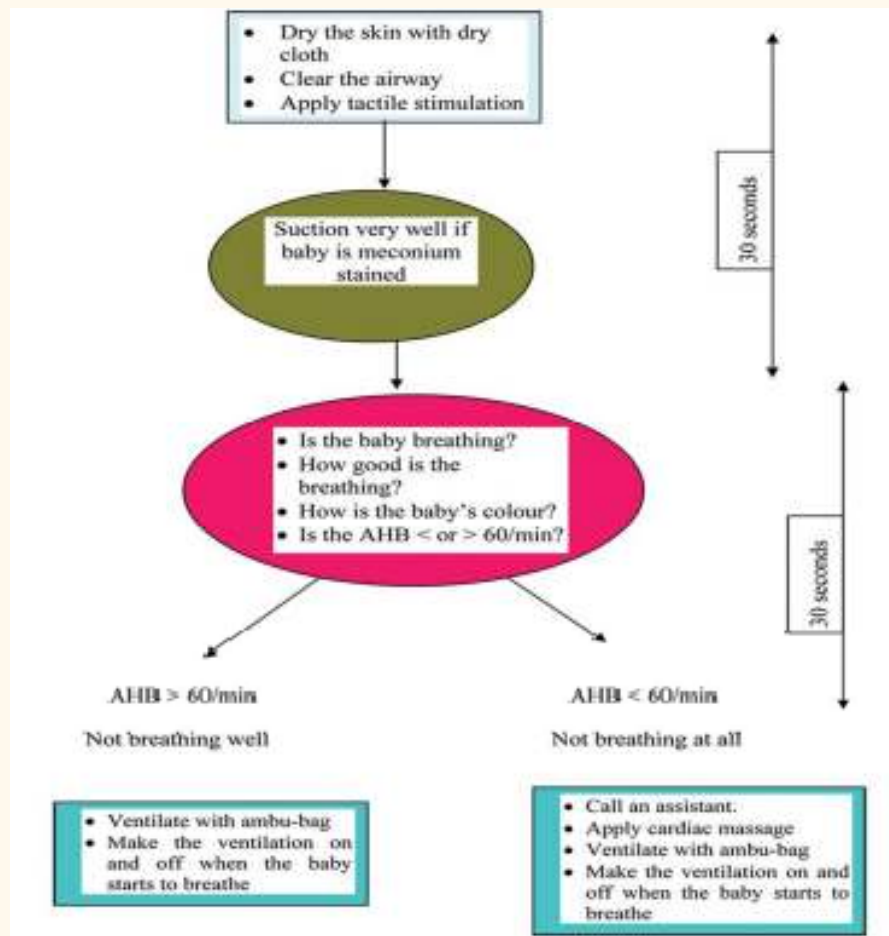 • Dry the skin with dry
cloth
• Clear the airway
• Apply tactile stimulation
30 seconds
Suction very well if
baby is meconium
stained
• Is the baby breathing?
• How good is the
breathing?
• How is the baby's colour?
• Is the AHB < or > 60/min?
30 seconds
AHB > 60/min
Not breathing well
AHB < 60/min
Not breathing at all
• Ventilate with ambu-bag
• Make the ventilation on
and off when the baby
starts to breathe
• Call an assistant.
• Apply cardiac massage
• Ventilate with ambu-bag
• Make the ventilation on and
off when the baby starts to
breathe